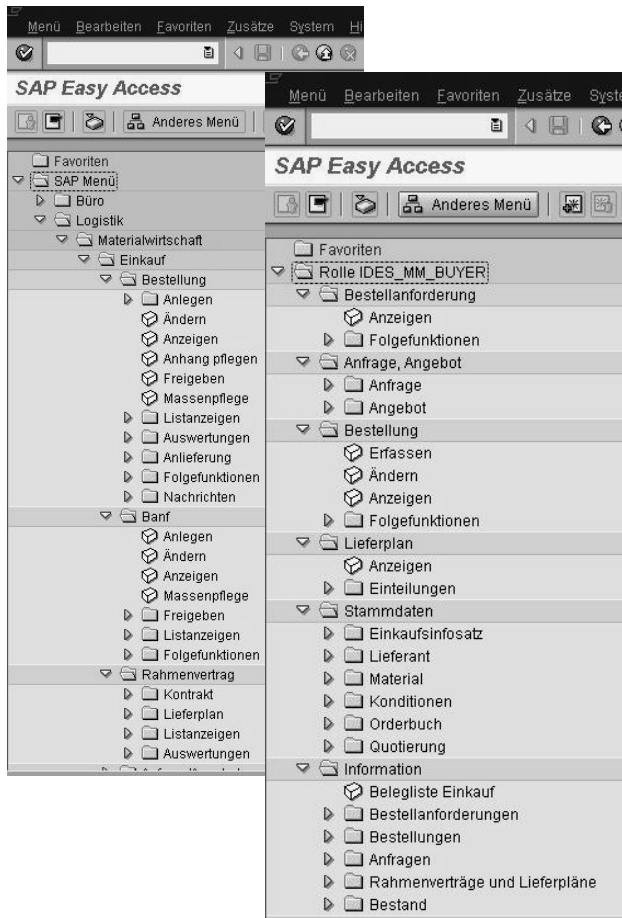 Menü Bearbeiten Favoriten Zusätze System Hi
SAP Easy Access
Anderes Menü
Favoriten
SAP Menü
Büro
Logistik
Materialwirtschaft
Einkauf
Bestellung
Anlegen
Ändern
Anzeigen
Anhang pflegen
Freigeben
Massenpflege
Listanzeigen
Auswertungen
Anlieferung
Folgefunktionen
Nachrichten
Banf
Anlegen
Ändern
Anzeigen
Massenpflege
Freigeben
Listanzeigen
Folgefunktionen
Rahmenvertrag
Kontrakt
Lieferplan
Listanzeigen
Auswertungen
Menü Bearbeiten Favoriten Zusätze Syste
SAP Easy Access
Anderes Menü
Favoriten
Rolle IDES_MM_BUYER
Bestellanforderung
Anzeigen
Folgefunktionen
Anfrage, Angebot
Anfrage
Angebot
Bestellung
Erfassen
Ändern
Anzeigen
Folgefunktionen
Lieferplan
Anzeigen
Einteilungen
Stammdaten
Einkaufsinfosatz
Lieferant
Material
Konditionen
Orderbuch
Quotierung
Information
Belegliste Einkauf
Bestellanforderungen
Bestellungen
Anfragen
Rahmenverträge und Lieferpläne
Bestand